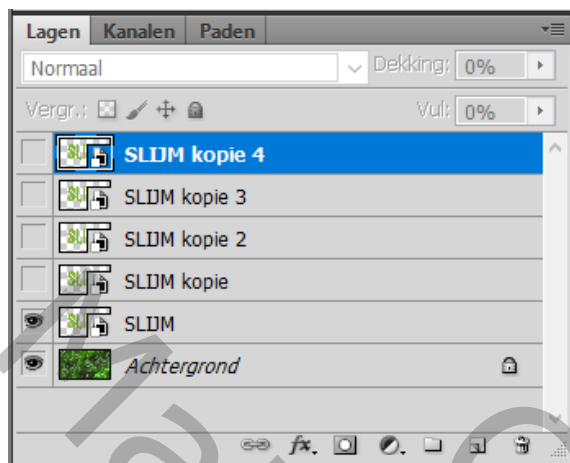 Lagen Kanalen Paden
Normaal Dekking: 0%
Vergr.: Vul: 0%
SLIJM kopie 4
SLIJM kopie 3
SLIJM kopie 2
SLIJM kopie
SLIJM
Achtergrond
fx.